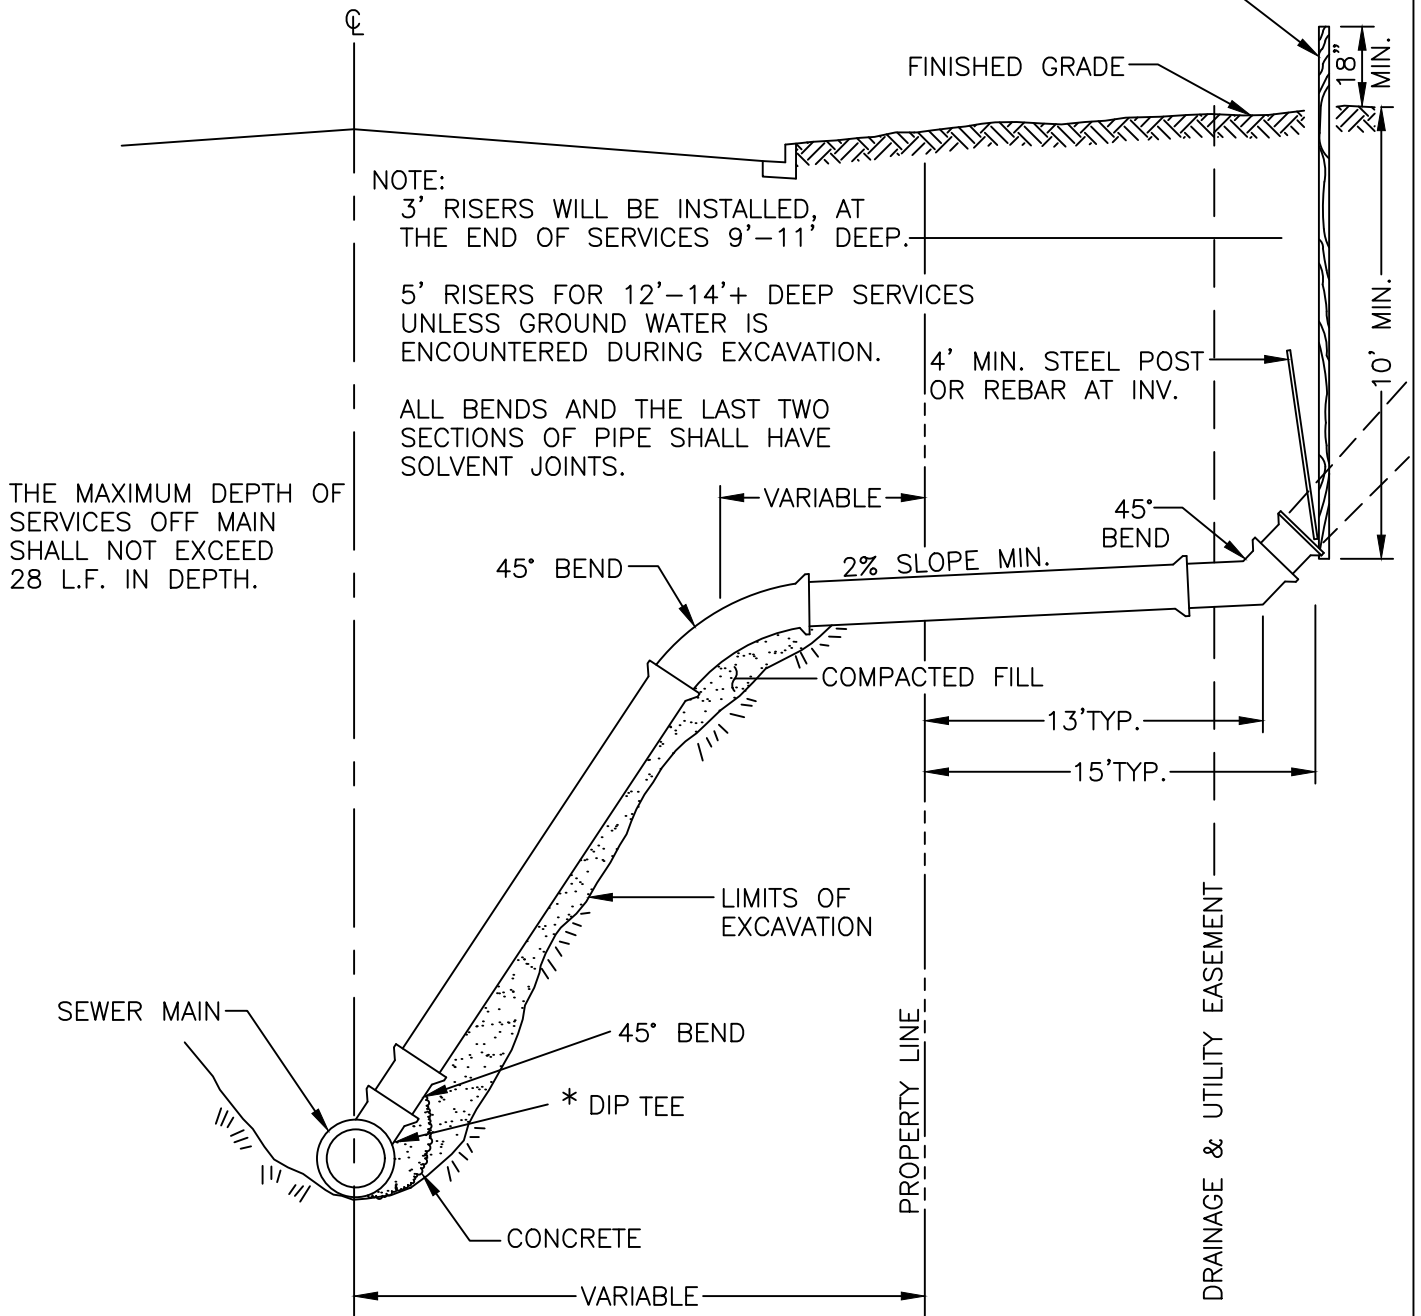 ℄
FINISHED GRADE
18"
MIN.
NOTE:
3' RISERS WILL BE INSTALLED, AT
THE END OF SERVICES 9'-11' DEEP.
5' RISERS FOR 12'-14'+ DEEP SERVICES
UNLESS GROUND WATER IS
ENCOUNTERED DURING EXCAVATION.
ALL BENDS AND THE LAST TWO
SECTIONS OF PIPE SHALL HAVE
SOLVENT JOINTS.
4' MIN. STEEL POST
OR REBAR AT INV.
10' MIN.
THE MAXIMUM DEPTH OF
SERVICES OFF MAIN
SHALL NOT EXCEED
28 L.F. IN DEPTH.
VARIABLE
45°
BEND
45° BEND
2% SLOPE MIN.
COMPACTED FILL
13'TYP.
15'TYP.
LIMITS OF
EXCAVATION
SEWER MAIN
45° BEND
* DIP TEE
CONCRETE
PROPERTY LINE
DRAINAGE & UTILITY EASEMENT
VARIABLE